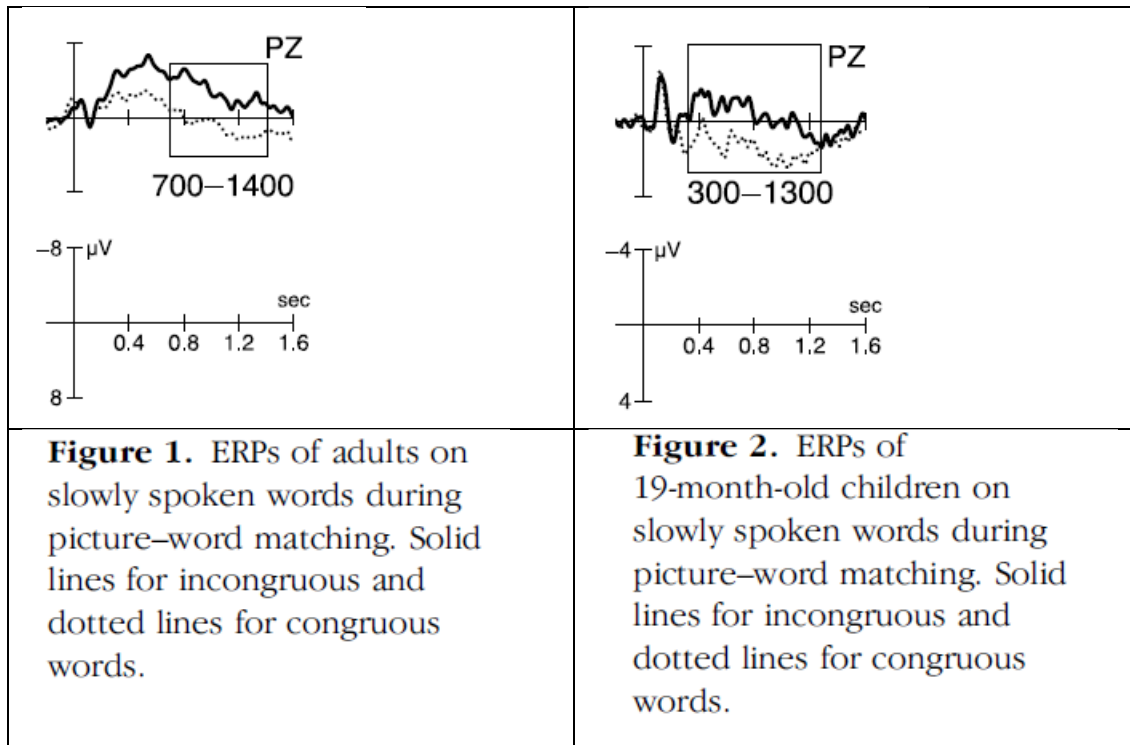 PZ
700–1400
–8 µV
sec
0.4 0.8 1.2 1.6
8
Figure 1. ERPs of adults on
slowly spoken words during
picture–word matching. Solid
lines for incongruous and
dotted lines for congruous
words.
PZ
300–1300
–4 µV
sec
0.4 0.8 1.2 1.6
4
Figure 2. ERPs of
19-month-old children on
slowly spoken words during
picture–word matching. Solid
lines for incongruous and
dotted lines for congruous
words.